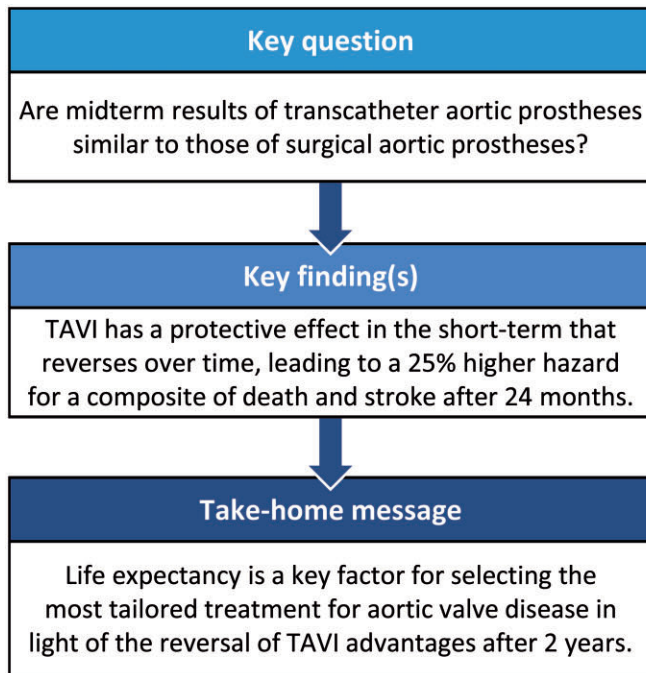 Key question
Are midterm results of transcatheter aortic prostheses
similar to those of surgical aortic prostheses?
Key finding(s)
TAVI has a protective effect in the short-term that
reverses over time, leading to a 25% higher hazard
for a composite of death and stroke after 24 months.
Take-home message
Life expectancy is a key factor for selecting the
most tailored treatment for aortic valve disease in
light of the reversal of TAVI advantages after 2 years.